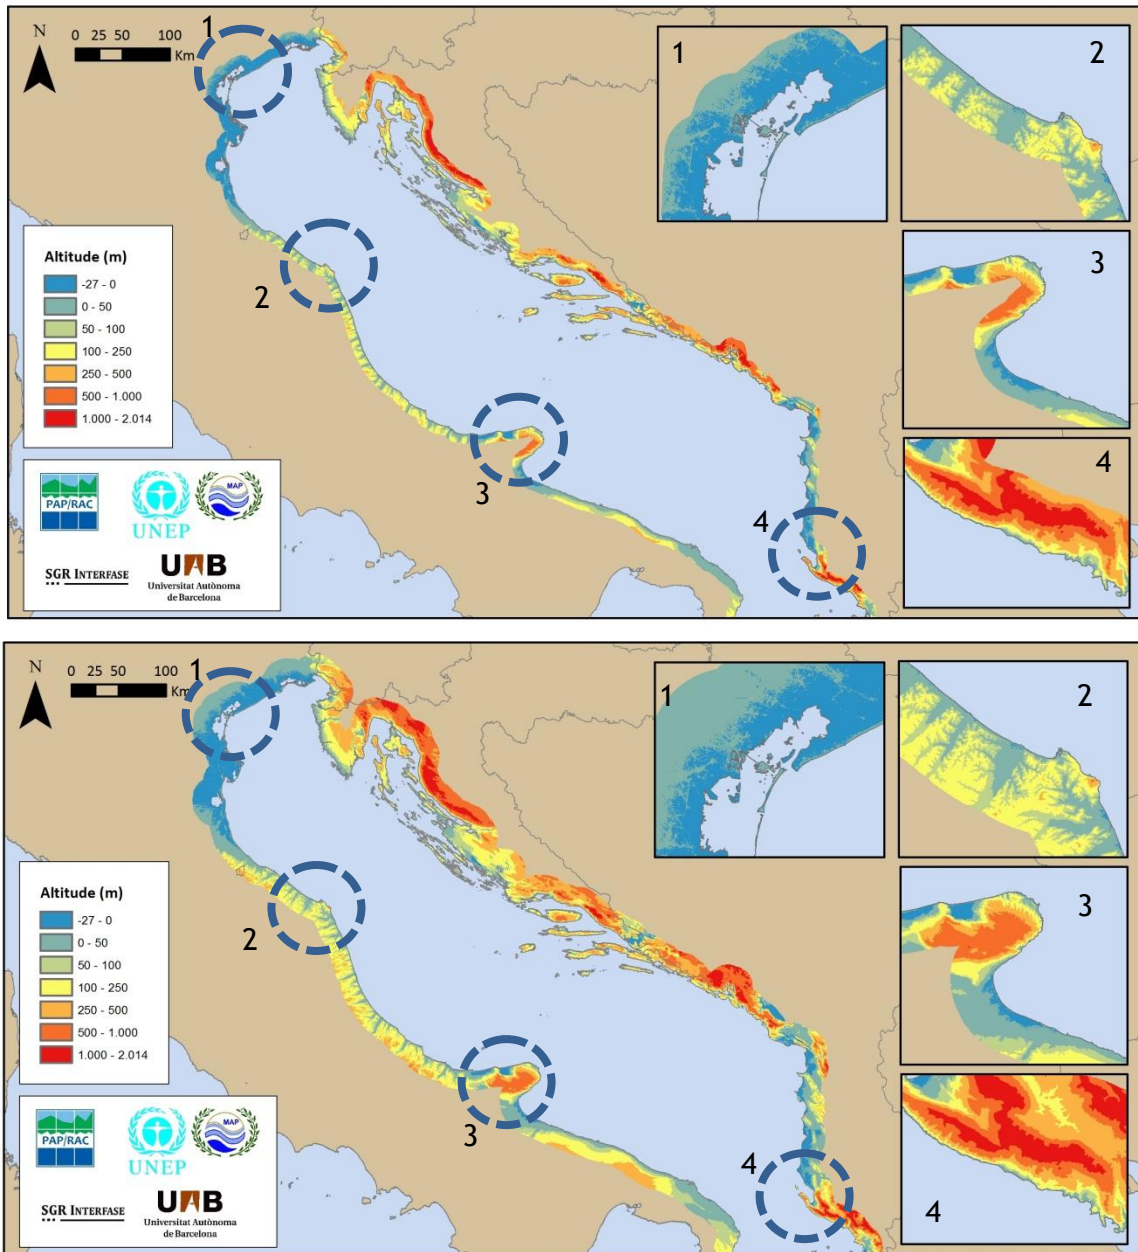 N
0 25 50 100
Km
1
2
3
4
1
2
3
4
Altitude (m)
-27 - 0
0 - 50
50 - 100
100 - 250
250 - 500
500 - 1.000
1.000 - 2.014
PAP/RAC
UNEP
MAP
SGR INTERFASE
UAB
Universitat Autònoma
de Barcelona
N
0 25 50 100
Km
1
2
3
4
1
2
3
4
Altitude (m)
-27 - 0
0 - 50
50 - 100
100 - 250
250 - 500
500 - 1.000
1.000 - 2.014
PAP/RAC
UNEP
MAP
SGR INTERFASE
UAB
Universitat Autònoma
de Barcelona